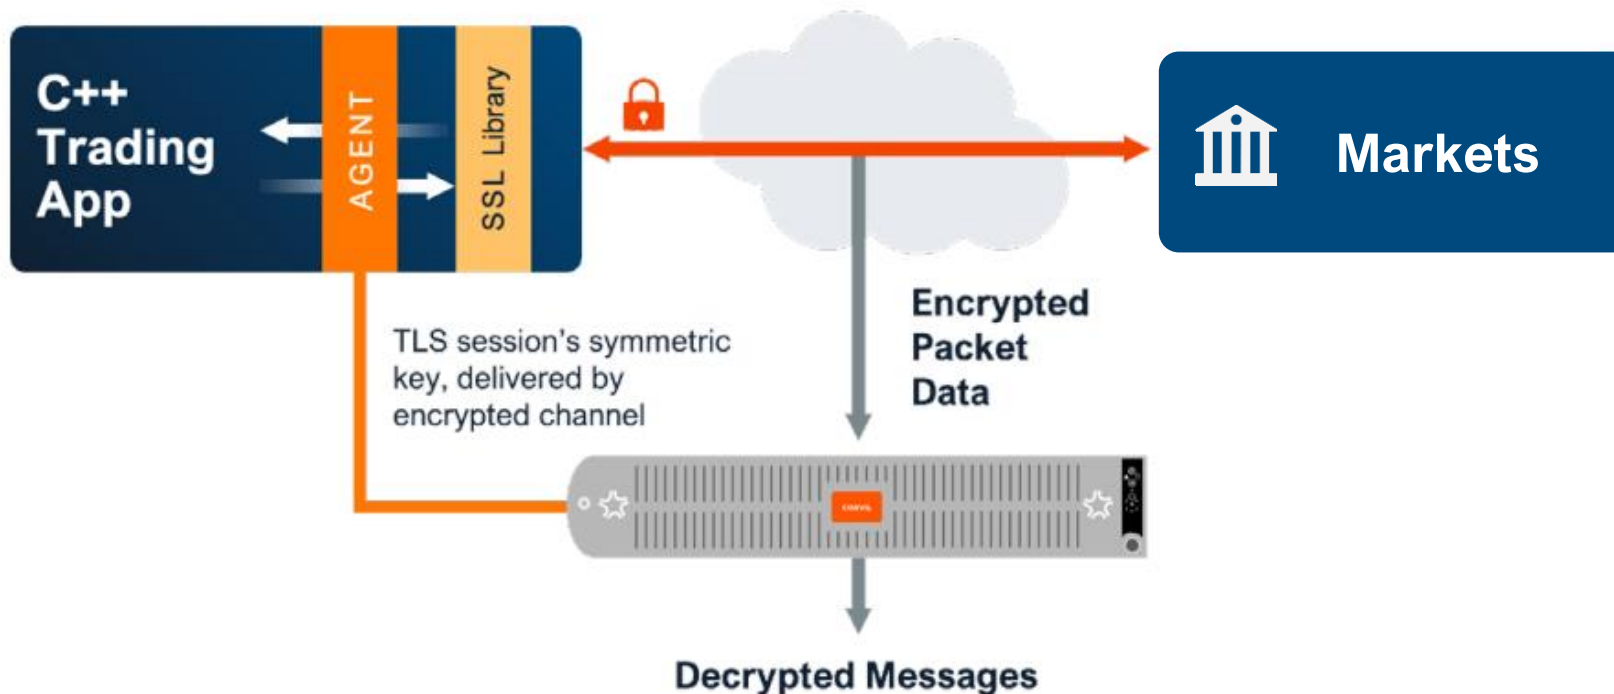 C++
Trading
App
AGENT
SSL Library
Markets
TLS session's symmetric
key, delivered by
encrypted channel
Encrypted
Packet
Data
corvil
Decrypted Messages